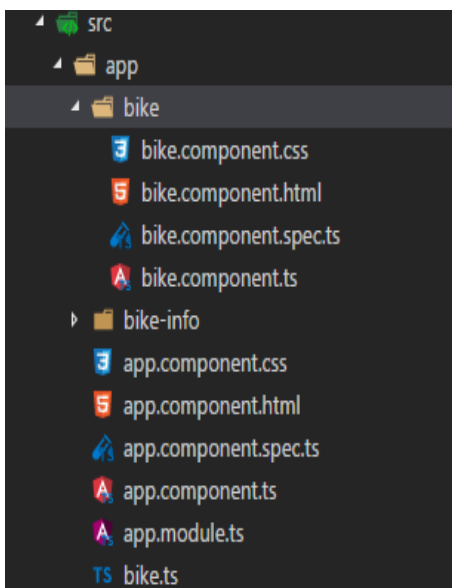 src
app
bike
bike.component.css
bike.component.html
bike.component.spec.ts
bike.component.ts
bike-info
app.component.css
app.component.html
app.component.spec.ts
app.component.ts
app.module.ts
TS bike.ts